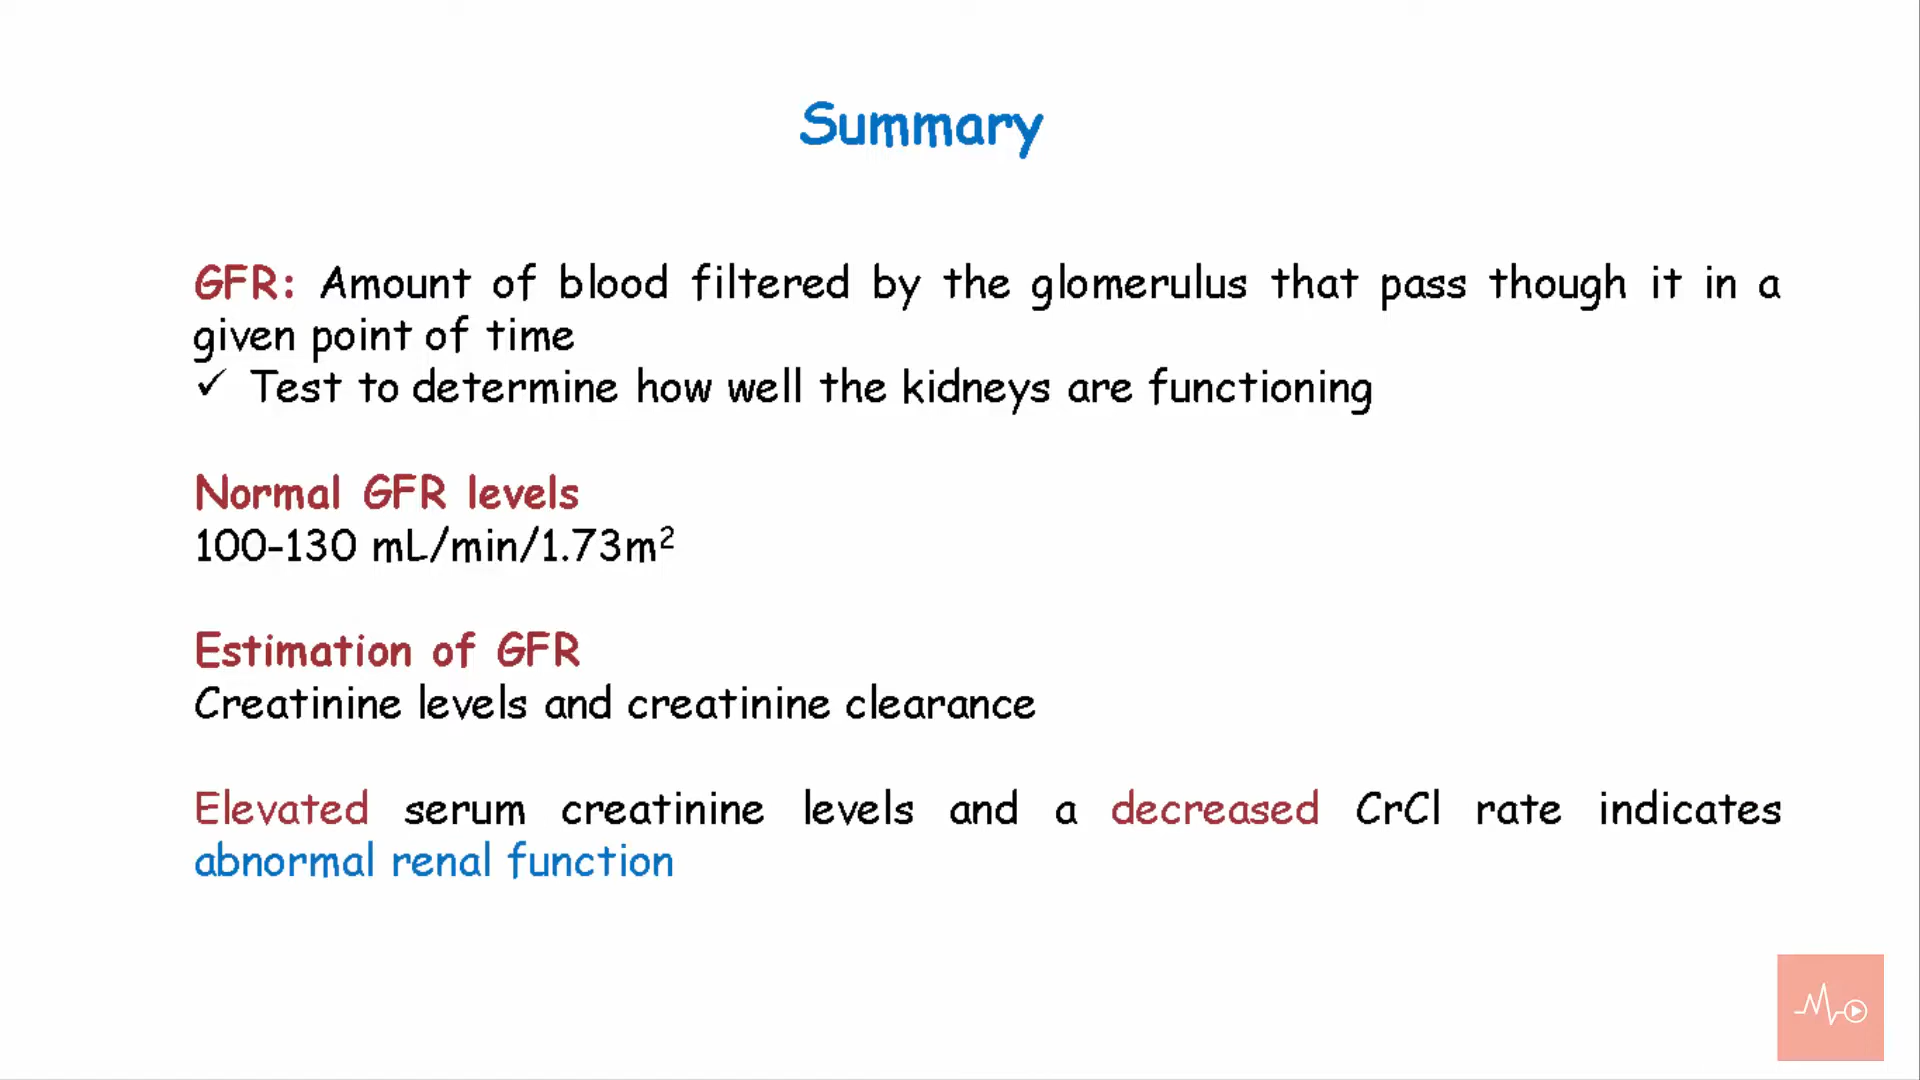 Summary
GFR: Amount of blood filtered by the glomerulus that pass though it in a
given point of time
✓ Test to determine how well the kidneys are functioning
Normal GFR levels
100-130 mL/min/1.73m²
Estimation of GFR
Creatinine levels and creatinine clearance
Elevated serum creatinine levels and a decreased CrCl rate indicates
abnormal renal function